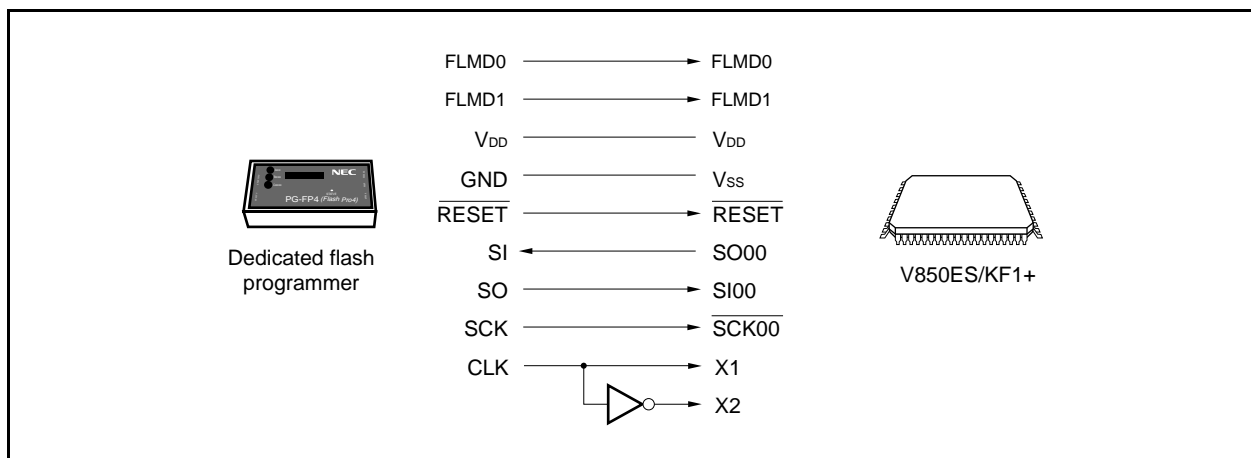 FLMD0 FLMD0
FLMD1 FLMD1
VDD VDD
GND VSS
RESET RESET
SI SO00
SO SI00
SCK SCK00
CLK X1
X2
NEC
PG-FP4 (Flash Pro4)
Dedicated flash
programmer
V850ES/KF1+